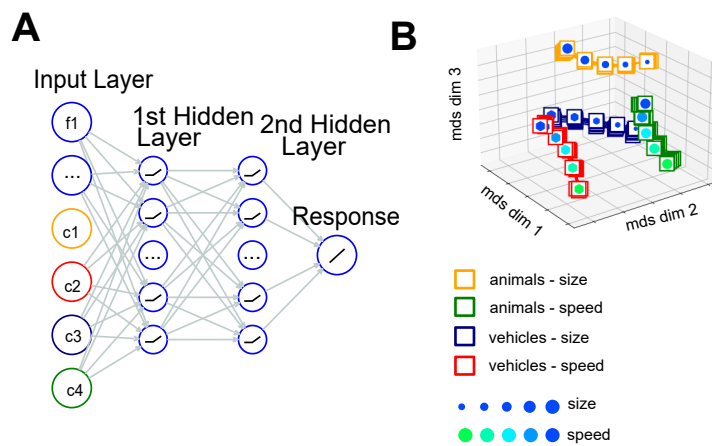 A
Input Layer
f1
...
c1
c2
c3
c4
1st Hidden
Layer
2nd Hidden
Layer
...
...
Response
B
mds dim 3
mds dim 1
mds dim 2
animals - size
animals - speed
vehicles - size
vehicles - speed
size
speed